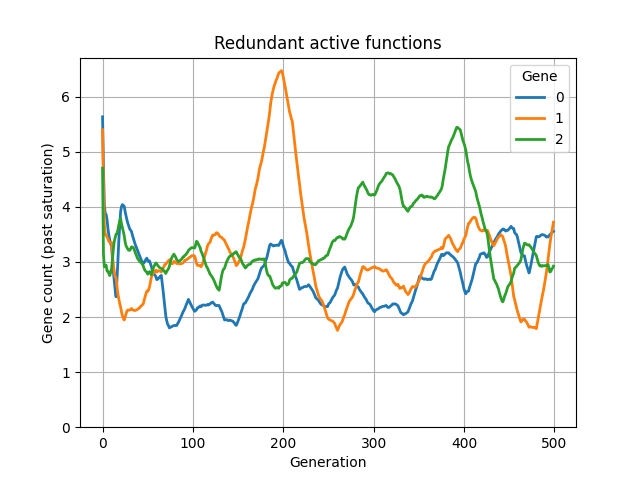 Redundant active functions
Gene
0
1
2
6
5
4
3
2
1
0
Gene count (past saturation)
0 100 200 300 400 500
Generation